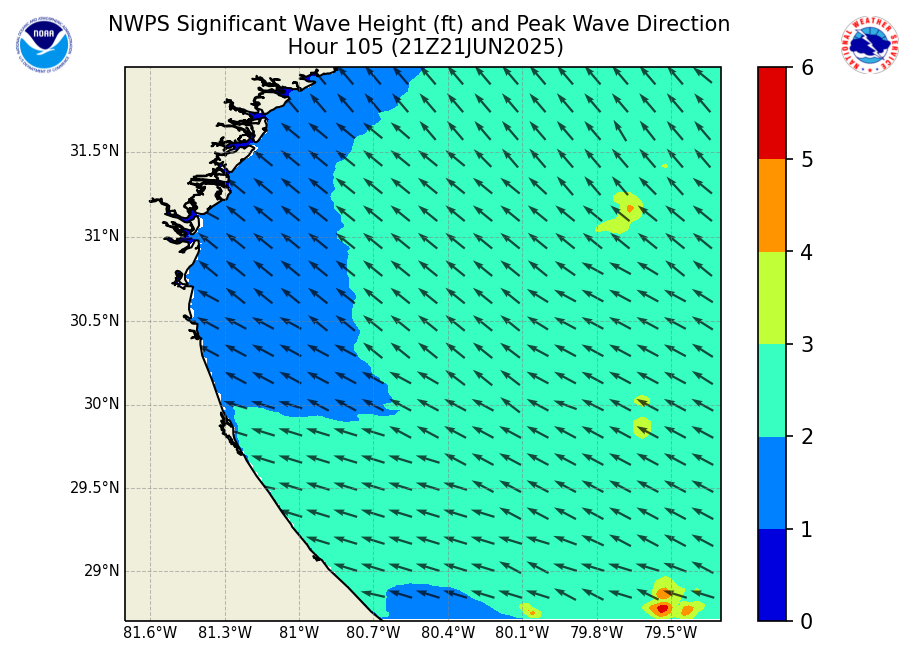 NWPS Significant Wave Height (ft) and Peak Wave Direction
Hour 105 (21Z21JUN2025)
NOAA
NATIONAL WEATHER SERVICE
31.5°N
31°N
30.5°N
30°N
29.5°N
29°N
81.6°W 81.3°W 81°W 80.7°W 80.4°W 80.1°W 79.8°W 79.5°W
6
5
4
3
2
1
0